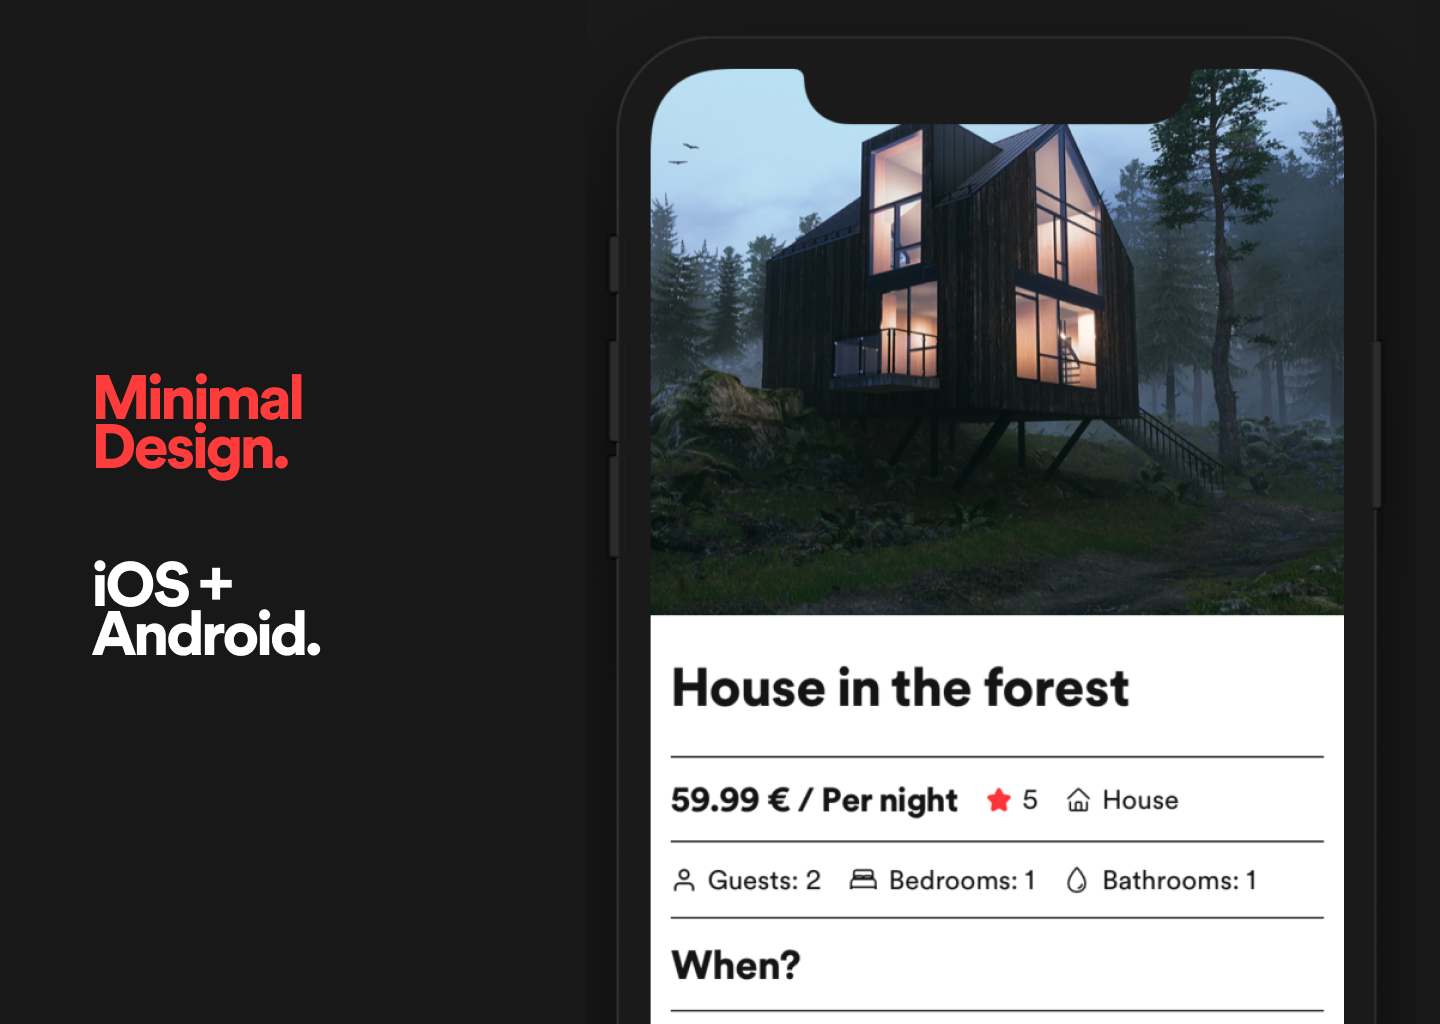 Minimal
Design.
iOS +
Android.
House in the forest
59.99 € / Per night 5 House
Guests: 2 Bedrooms: 1 Bathrooms: 1
When?